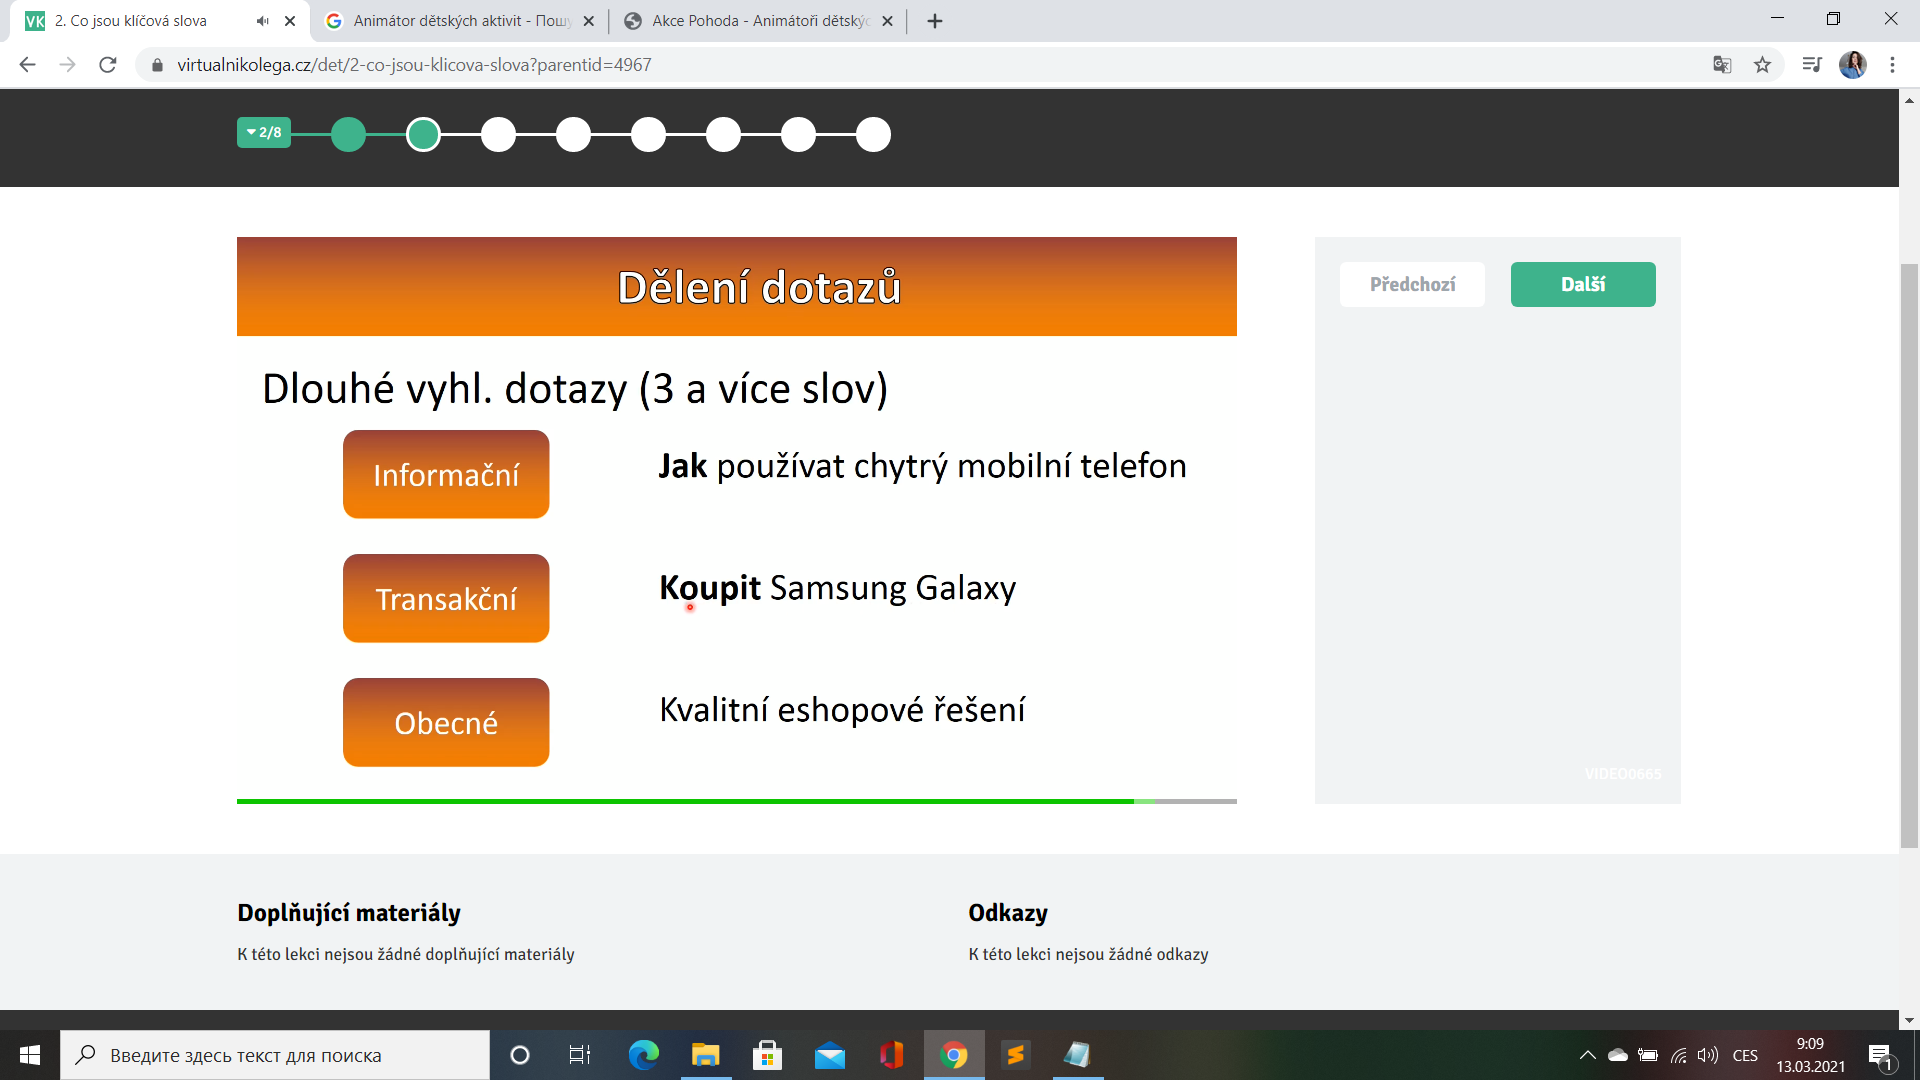 VK 2. Co jsou klíčová slova
Animátor dětských aktivit - Пошу
Akce Pohoda - Animátoři dětskýc
virtualnikolega.cz/det/2-co-jsou-klicova-slova?parentid=4967
2/8
Dělení dotazů
Předchozí
Další
Dlouhé vyhl. dotazy (3 a více slov)
Informační
Jak používat chytrý mobilní telefon
Transakční
Koupit Samsung Galaxy
Obecné
Kvalitní eshopové řešení
VIDEO0665
Doplňující materiály
K této lekci nejsou žádné doplňující materiály
Odkazy
K této lekci nejsou žádné odkazy
Введите здесь текст для поиска
CES
9:09
13.03.2021
1